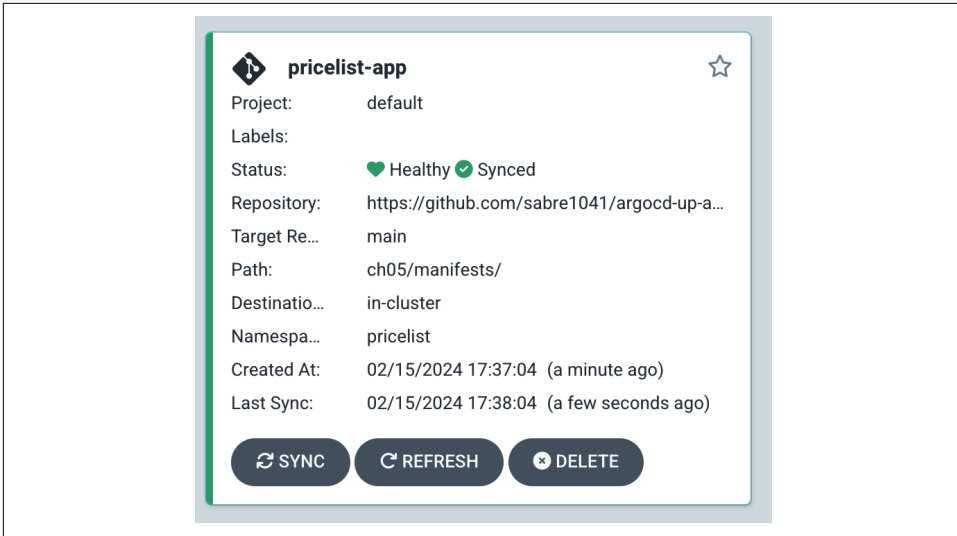 pricelist-app
Project: default
Labels:
Status: Healthy Synced
Repository: https://github.com/sabre1041/argocd-up-a...
Target Re... main
Path: ch05/manifests/
Destinatio... in-cluster
Namespa... pricelist
Created At: 02/15/2024 17:37:04 (a minute ago)
Last Sync: 02/15/2024 17:38:04 (a few seconds ago)
SYNC REFRESH DELETE